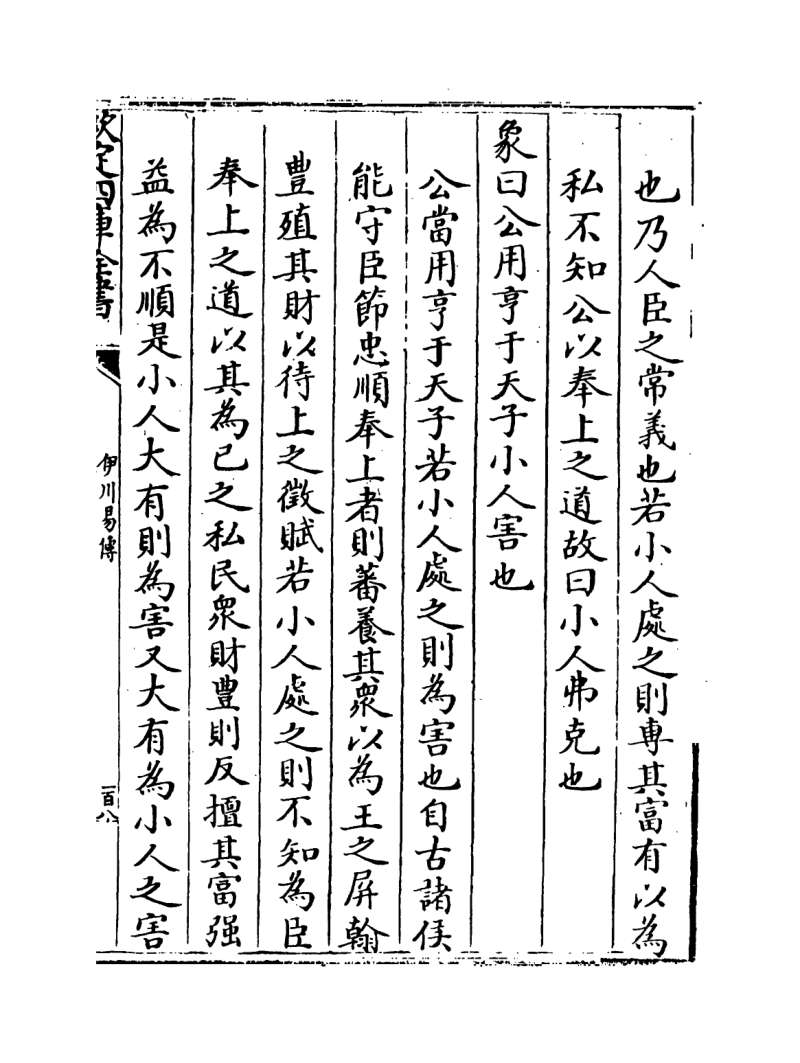 也乃人臣之常義也若小人處之則專其富有以為
私不知公以奉上之道故曰小人弗克也
象曰公用亨于天子小人害也
公當用亨于天子若小人處之則為害也自古諸侯
能守臣節忠順奉上者則蕃養其衆以為王之屏翰
豐殖其財以待上之徵賦若小人處之則不知為臣
奉上之道以其為已之私民衆財豐則反擅其富强
益為不順是小人大有則為害又大有為小人之害
欽定四庫全書
伊川易傳
一百八